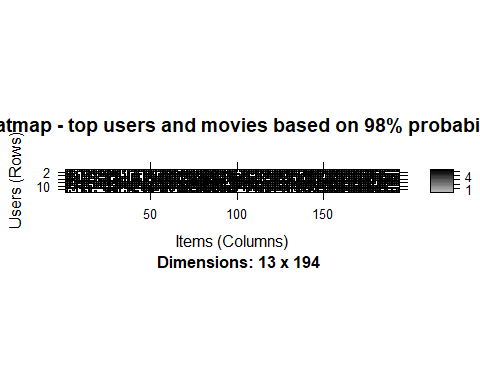 atmap - top users and movies based on 98% probabi
Users (Rows)
2
10
50 100 150
4
1
Items (Columns)
Dimensions: 13 x 194